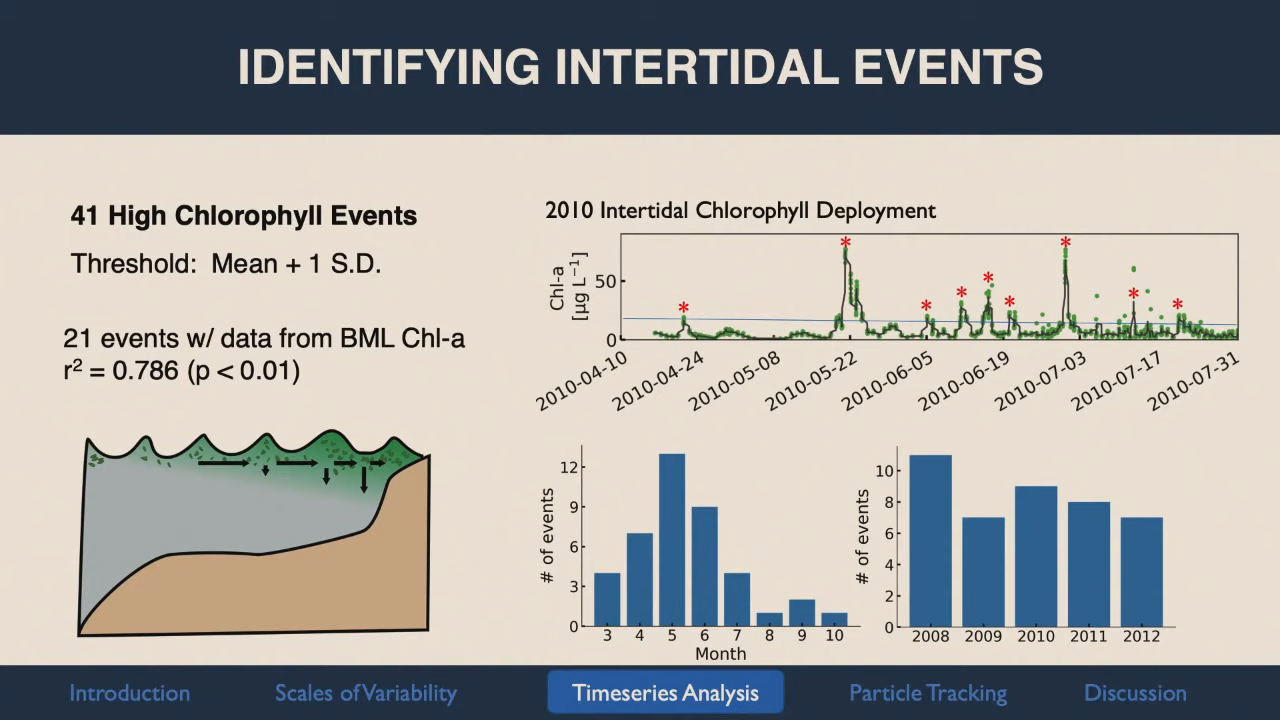 IDENTIFYING INTERTIDAL EVENTS
41 High Chlorophyll Events
Threshold:  Mean + 1 S.D.
21 events w/ data from BML Chl-a
r² = 0.786 (p < 0.01)
2010 Intertidal Chlorophyll Deployment
Chl-a
[µg L⁻¹]
50
0
* * * * * * * * *
2010-04-10 2010-04-24 2010-05-08 2010-05-22 2010-06-05 2010-06-19 2010-07-03 2010-07-17 2010-07-31
# of events
12
9
6
3
0
3 4 5 6 7 8 9 10
Month
# of events
10
8
6
4
2
0
2008 2009 2010 2011 2012
Introduction Scales of Variability Timeseries Analysis Particle Tracking Discussion